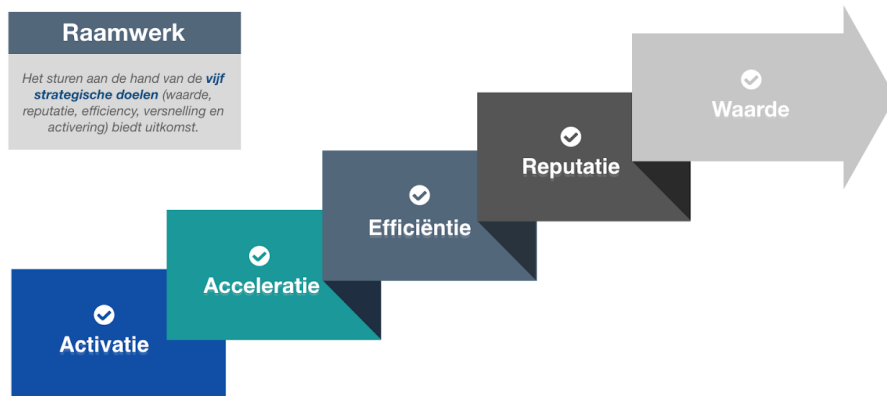 Raamwerk
Het sturen aan de hand van de vijf
strategische doelen (waarde,
reputatie, efficiency, versnelling en
activering) biedt uitkomst.
Waarde
Reputatie
Efficiëntie
Acceleratie
Activatie